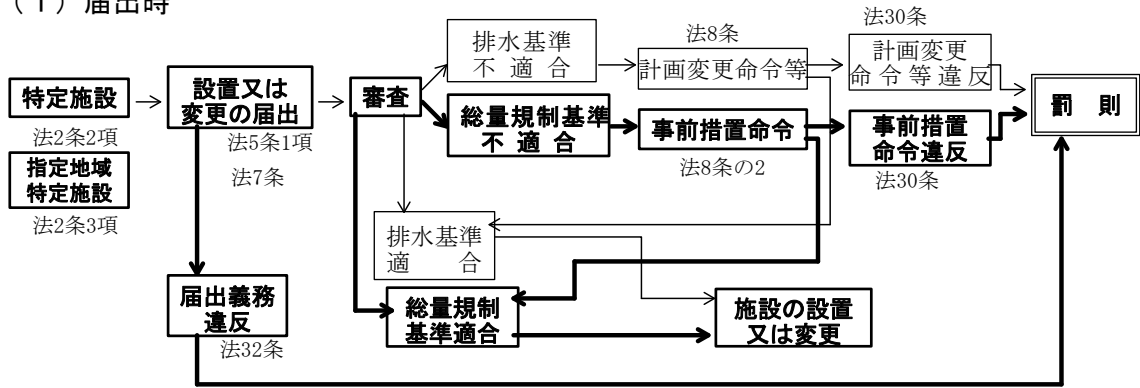 （１）届出時
特定施設
法2条2項
指定地域
特定施設
法2条3項
設置又は
変更の届出
法5条1項
法7条
届出義務
違反
法32条
審査
排水基準
不適合
総量規制基準
不適合
排水基準
適　合
総量規制
基準適合
法8条
計画変更命令等
事前措置命令
法8条の2
施設の設置
又は変更
法30条
計画変更
命令等違反
事前措置
命令違反
法30条
罰　則